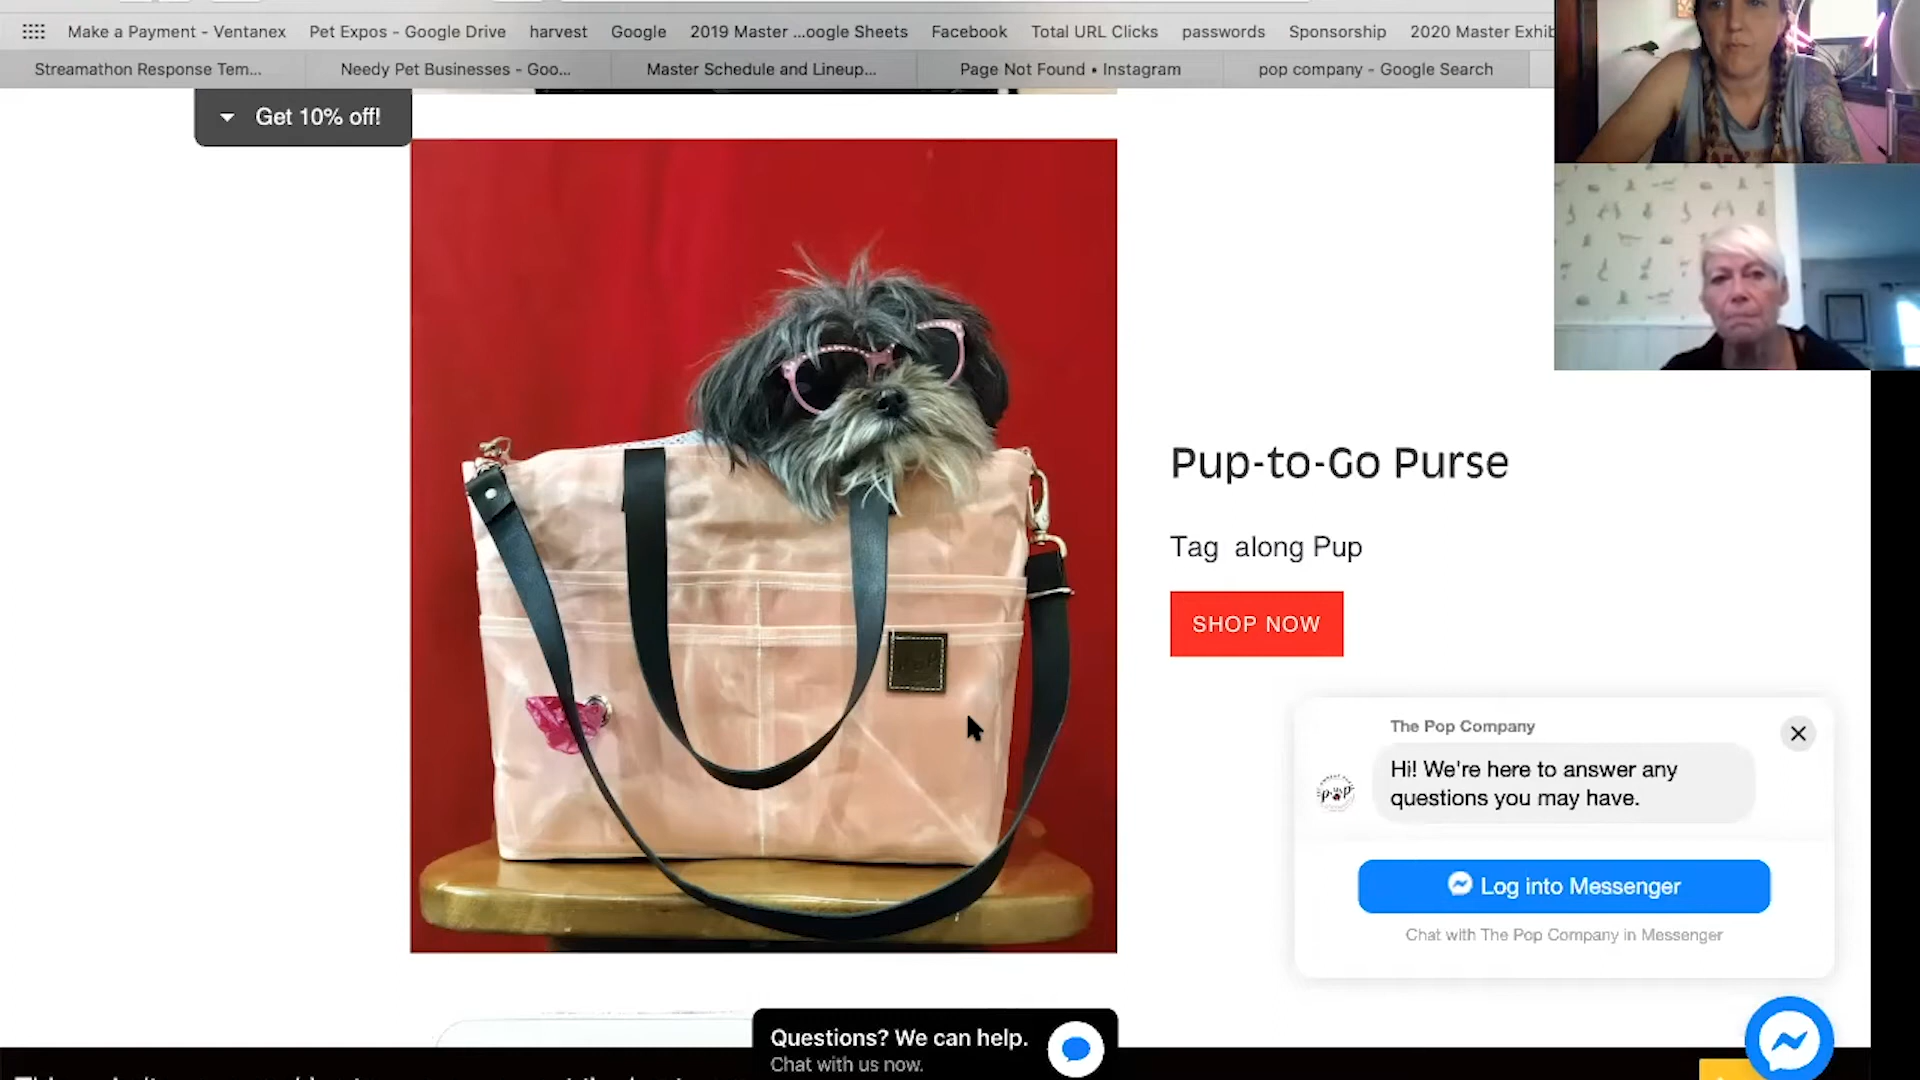 Make a Payment - Ventanex Pet Expos - Google Drive harvest Google 2019 Master ...oogle Sheets Facebook Total URL Clicks passwords Sponsorship 2020 Master Exhib
Streamathon Response Tem... Needy Pet Businesses - Goo... Master Schedule and Lineup... Page Not Found • Instagram pop company - Google Search
Get 10% off!
Pup-to-Go Purse
Tag along Pup
SHOP NOW
The Pop Company
Hi! We're here to answer any
questions you may have.
Log into Messenger
Chat with The Pop Company in Messenger
Questions? We can help.
Chat with us now.